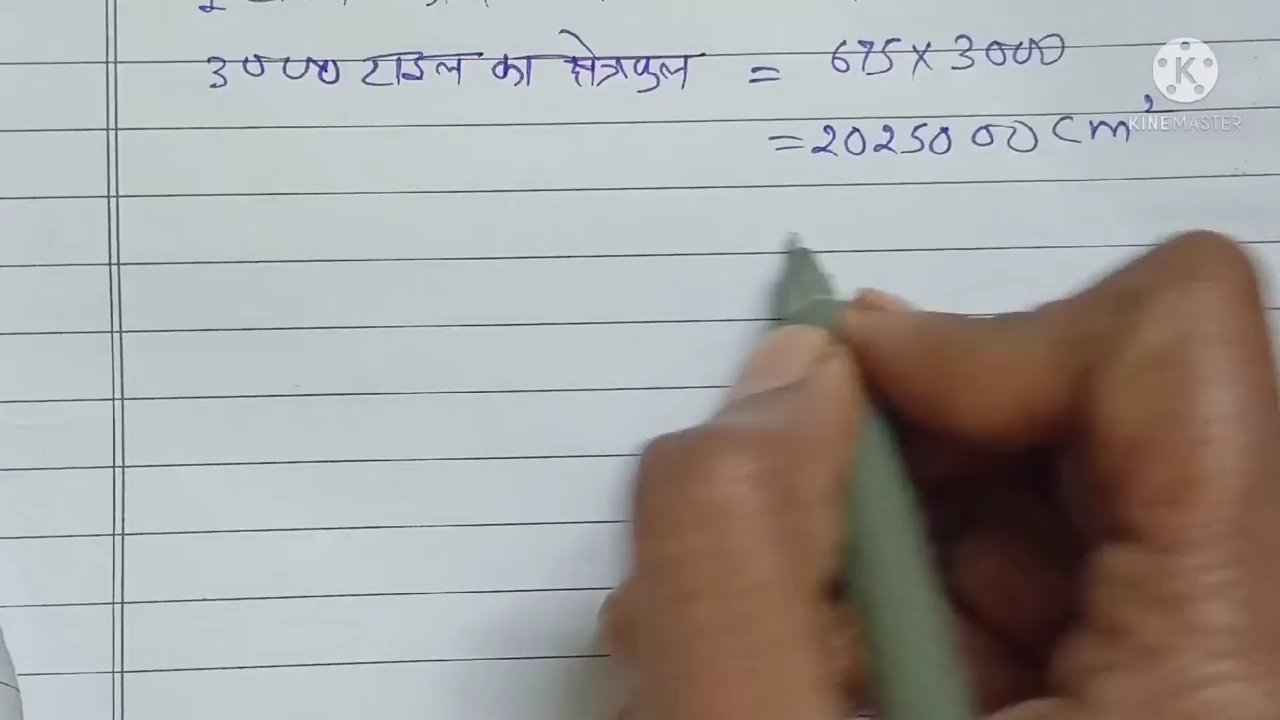 3000 टाइल का क्षेत्रफल = 675 × 3000
= 2025000 cm²
K
KINEMASTER